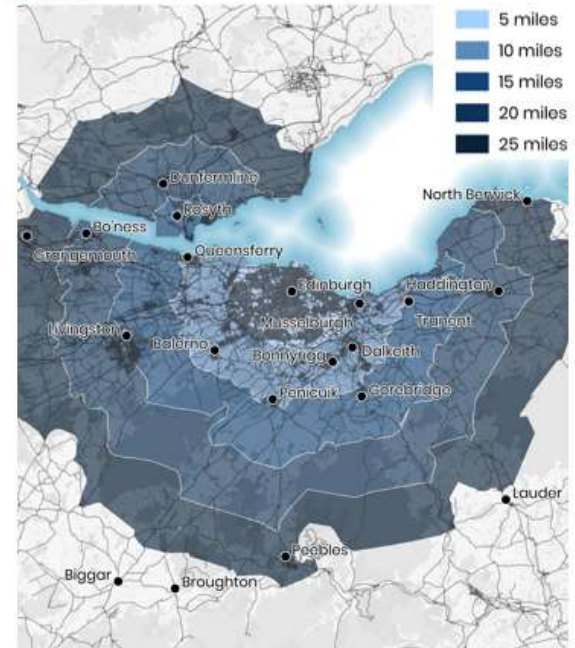 5 miles
10 miles
15 miles
20 miles
25 miles
Dunfermline
North Berwick
Rosyth
Bo'ness
Grangemouth
Queensferry
Edinburgh
Haddington
Musselburgh
Tranent
Livingston
Balerno
Bonnyrigg
Dalkeith
Penicuik
Gorebridge
Lauder
Peebles
Biggar
Broughton